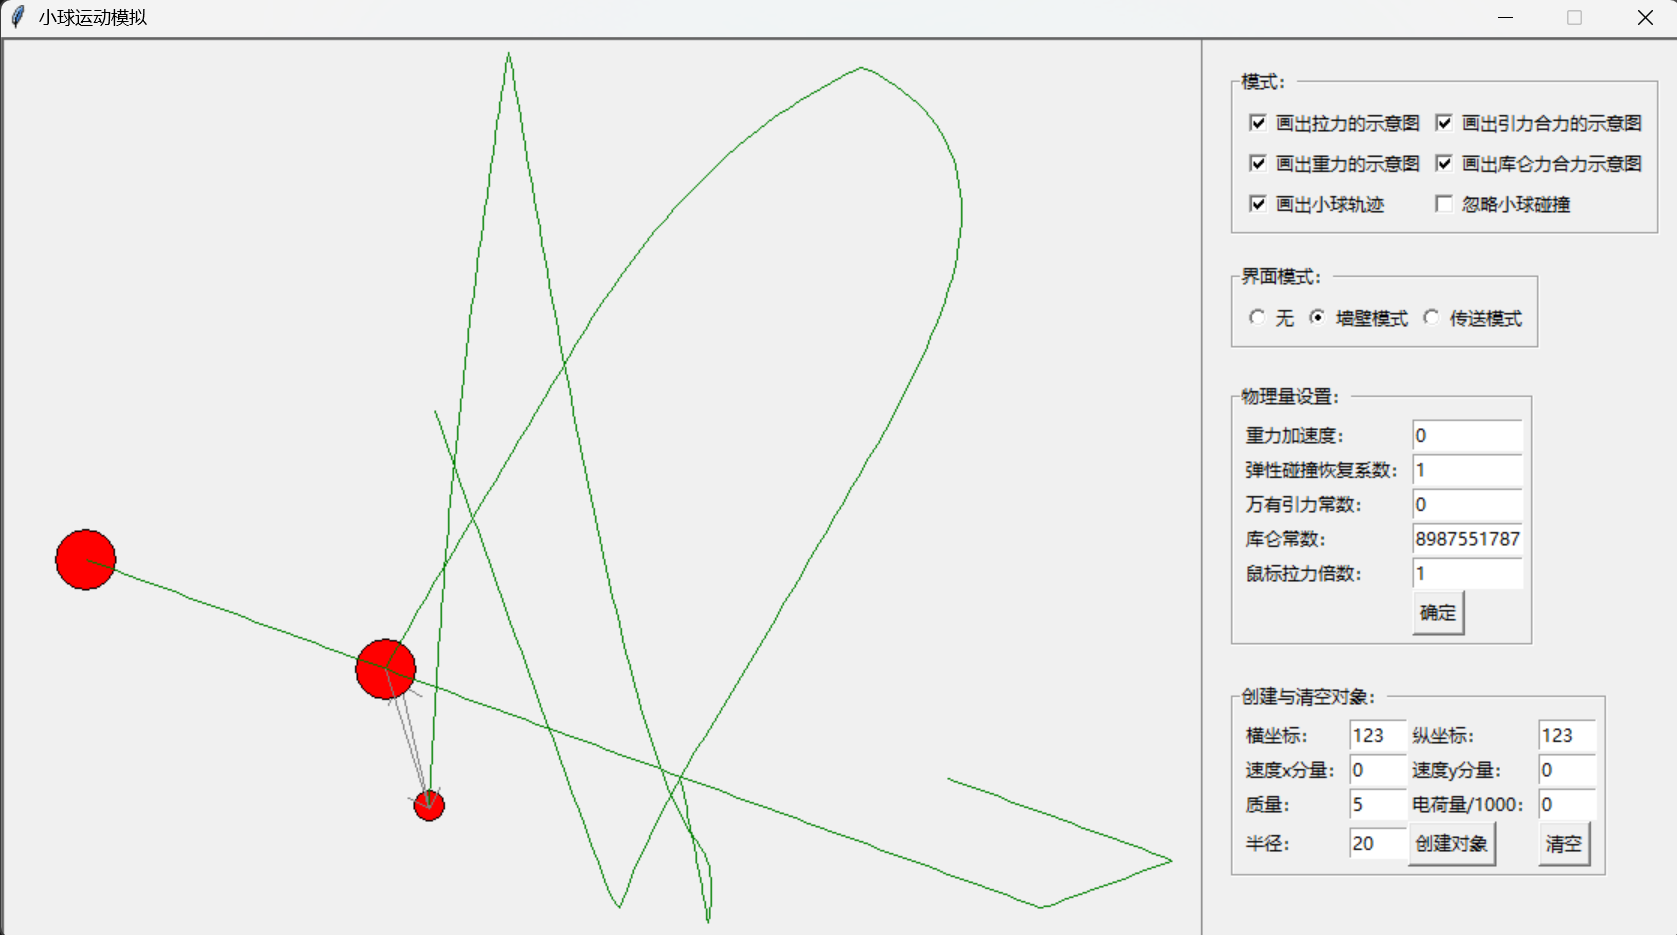 小球运动模拟
模式：
画出拉力的示意图 画出引力合力的示意图
画出重力的示意图 画出库仑力合力示意图
画出小球轨迹 忽略小球碰撞
界面模式：
无 墙壁模式 传送模式
物理量设置：
重力加速度： 0
弹性碰撞恢复系数： 1
万有引力常数： 0
库仑常数： 8987551787
鼠标拉力倍数： 1
确定
创建与清空对象：
横坐标： 123 纵坐标： 123
速度x分量： 0 速度y分量： 0
质量： 5 电荷量/1000： 0
半径： 20 创建对象 清空